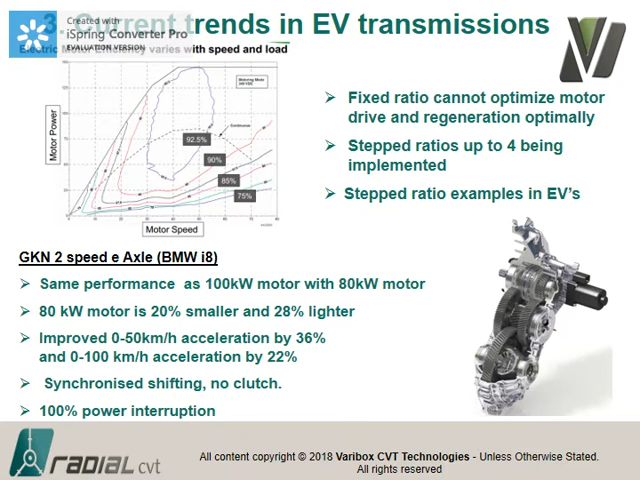 3. Current trends in EV transmissions
Created with
iSpring Converter Pro
EVALUATION VERSION
Electric Motor Efficiency varies with speed and load
Motor Power
Motor Speed
Continuous
92.5%
90%
85%
75%
➢ Fixed ratio cannot optimize motor
drive and regeneration optimally
➢ Stepped ratios up to 4 being
implemented
➢ Stepped ratio examples in EV's
GKN 2 speed e Axle (BMW i8)
➢ Same performance as 100kW motor with 80kW motor
➢ 80 kW motor is 20% smaller and 28% lighter
➢ Improved 0-50km/h acceleration by 36%
and 0-100 km/h acceleration by 22%
➢ Synchronised shifting, no clutch.
➢ 100% power interruption
RADIAL cvt
All content copyright © 2018 Varibox CVT Technologies - Unless Otherwise Stated.
All rights reserved